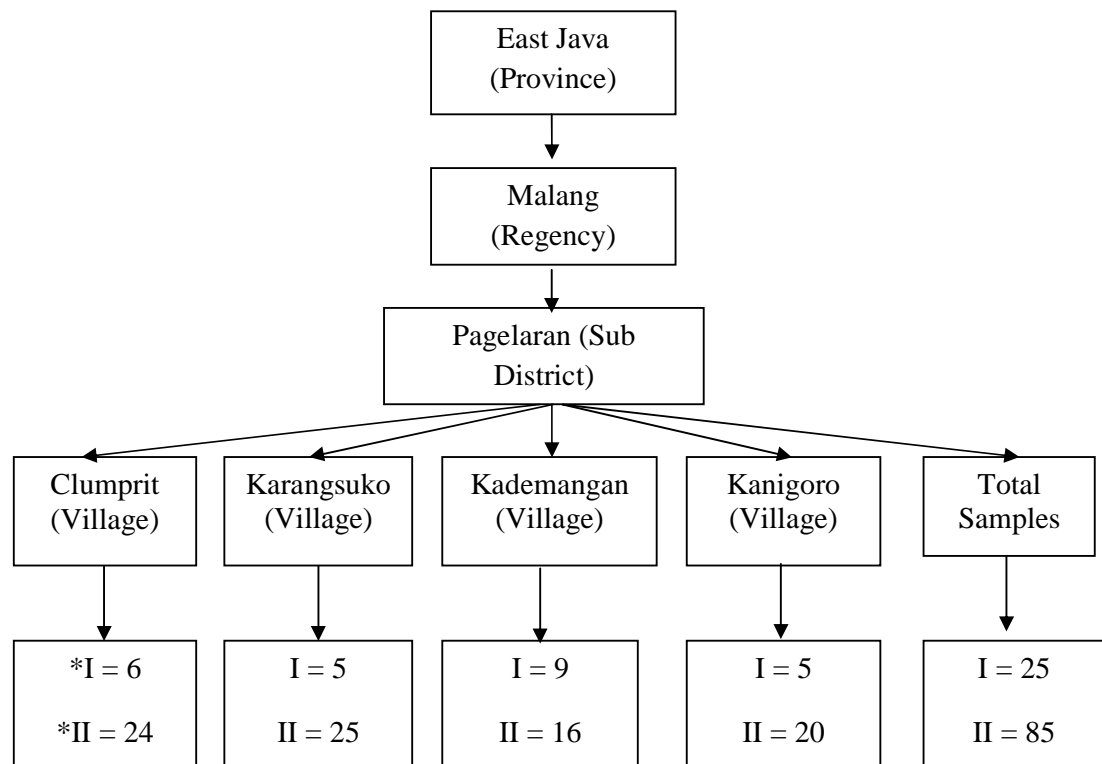 East Java
(Province)
Malang
(Regency)
Pagelaran (Sub
District)
Clumprit
(Village)
Karangsuko
(Village)
Kademangan
(Village)
Kanigoro
(Village)
Total
Samples
*I = 6
*II = 24
I = 5
II = 25
I = 9
II = 16
I = 5
II = 20
I = 25
II = 85